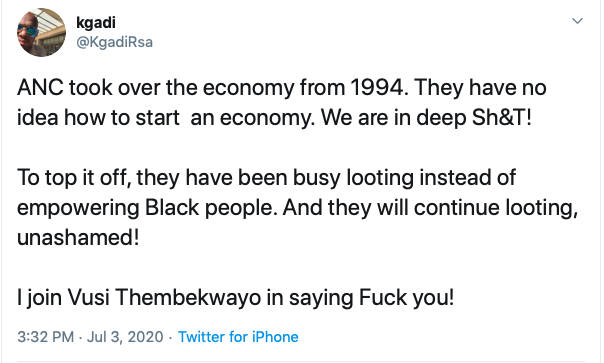 kgadi
@KgadiRsa
ANC took over the economy from 1994. They have no
idea how to start  an economy. We are in deep Sh&T!
To top it off, they have been busy looting instead of
empowering Black people. And they will continue looting,
unashamed!
I join Vusi Thembekwayo in saying Fuck you!
3:32 PM · Jul 3, 2020 · Twitter for iPhone